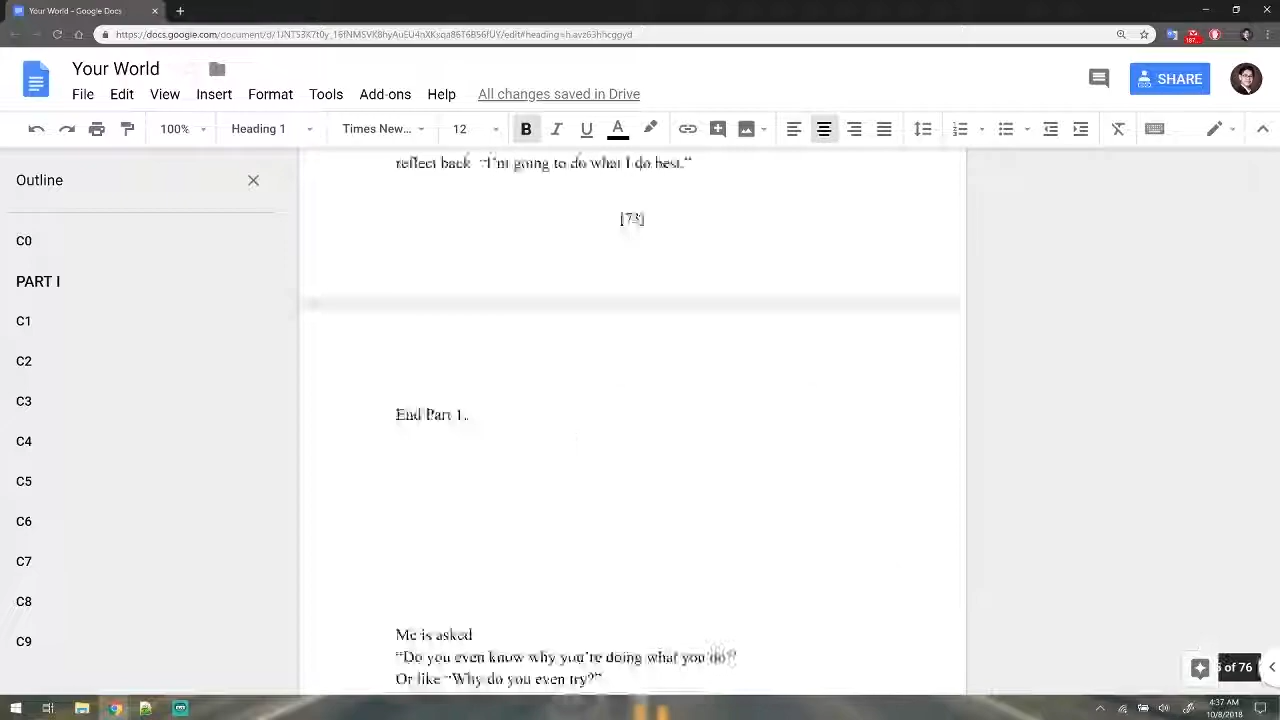 Your World - Google Docs
Your World
File Edit View Insert Format Tools Add-ons Help All changes saved in Drive
SHARE
100% Heading 1 Times New... 12 B I U A
Outline
C0
PART I
C1
C2
C3
C4
C5
C6
C7
C8
C9
reflect back "I'm going to do what I do best."
[73]
End Part 1.
Mc is asked
"Do you even know why you're doing what you do?
Or like "Why do you even try?"
of 76
4:37 AM
10/8/2018